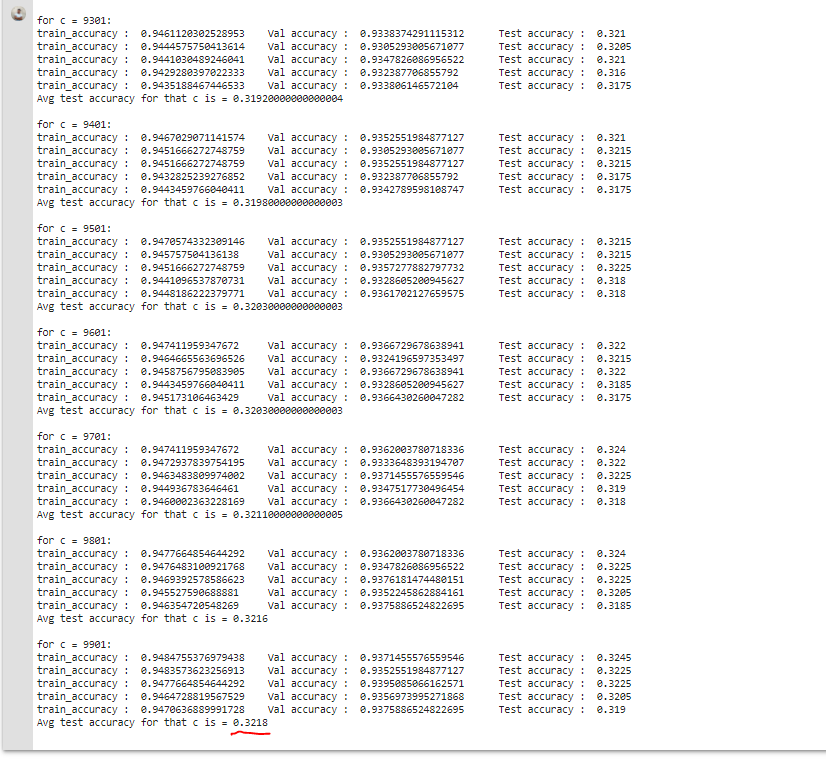 for c = 9301:
train_accuracy :  0.9461120302528953    Val accuracy :  0.9338374291115312      Test accuracy :  0.321
train_accuracy :  0.9444575750413614    Val accuracy :  0.9305293005671077      Test accuracy :  0.3205
train_accuracy :  0.9441030489246041    Val accuracy :  0.9347826086956522      Test accuracy :  0.321
train_accuracy :  0.9429280397022333    Val accuracy :  0.932387706855792       Test accuracy :  0.316
train_accuracy :  0.9435188467446533    Val accuracy :  0.933806146572104       Test accuracy :  0.3175
Avg test accuracy for that c is = 0.31920000000000004
for c = 9401:
train_accuracy :  0.9467029071141574    Val accuracy :  0.9352551984877127      Test accuracy :  0.321
train_accuracy :  0.9451666272748759    Val accuracy :  0.9305293005671077      Test accuracy :  0.3215
train_accuracy :  0.9451666272748759    Val accuracy :  0.9352551984877127      Test accuracy :  0.3215
train_accuracy :  0.9432825239276852    Val accuracy :  0.932387706855792       Test accuracy :  0.3175
train_accuracy :  0.9443459766040411    Val accuracy :  0.9342789598108747      Test accuracy :  0.3175
Avg test accuracy for that c is = 0.31980000000000003
for c = 9501:
train_accuracy :  0.9470574332309146    Val accuracy :  0.9352551984877127      Test accuracy :  0.3215
train_accuracy :  0.945757504136138     Val accuracy :  0.9305293005671077      Test accuracy :  0.3215
train_accuracy :  0.9451666272748759    Val accuracy :  0.9357277882797732      Test accuracy :  0.3225
train_accuracy :  0.9441096537870731    Val accuracy :  0.9328605200945627      Test accuracy :  0.318
train_accuracy :  0.9448186222379771    Val accuracy :  0.9361702127659575      Test accuracy :  0.318
Avg test accuracy for that c is = 0.32030000000000003
for c = 9601:
train_accuracy :  0.947411959347672     Val accuracy :  0.9366729678638941      Test accuracy :  0.322
train_accuracy :  0.9464665563696526    Val accuracy :  0.9324196597353497      Test accuracy :  0.3215
train_accuracy :  0.9458756795083905    Val accuracy :  0.9366729678638941      Test accuracy :  0.322
train_accuracy :  0.9443459766040411    Val accuracy :  0.9328605200945627      Test accuracy :  0.3185
train_accuracy :  0.945173106463429     Val accuracy :  0.9366430260047282      Test accuracy :  0.3175
Avg test accuracy for that c is = 0.32030000000000003
for c = 9701:
train_accuracy :  0.947411959347672     Val accuracy :  0.9362003780718336      Test accuracy :  0.324
train_accuracy :  0.9472937839754195    Val accuracy :  0.9333648393194707      Test accuracy :  0.322
train_accuracy :  0.9463483809974002    Val accuracy :  0.9371455576559546      Test accuracy :  0.3225
train_accuracy :  0.944936783646461     Val accuracy :  0.9347517730496454      Test accuracy :  0.319
train_accuracy :  0.9460002363228169    Val accuracy :  0.9366430260047282      Test accuracy :  0.318
Avg test accuracy for that c is = 0.32110000000000005
for c = 9801:
train_accuracy :  0.9477664854644292    Val accuracy :  0.9362003780718336      Test accuracy :  0.324
train_accuracy :  0.9476483100921768    Val accuracy :  0.9347826086956522      Test accuracy :  0.3225
train_accuracy :  0.9469392578586623    Val accuracy :  0.9376181474480151      Test accuracy :  0.3225
train_accuracy :  0.945527590688881     Val accuracy :  0.9352245862884161      Test accuracy :  0.3205
train_accuracy :  0.946354720548269     Val accuracy :  0.9375886524822695      Test accuracy :  0.3185
Avg test accuracy for that c is = 0.3216
for c = 9901:
train_accuracy :  0.9484755376979438    Val accuracy :  0.9371455576559546      Test accuracy :  0.3245
train_accuracy :  0.9483573623256913    Val accuracy :  0.9352551984877127      Test accuracy :  0.3225
train_accuracy :  0.9477664854644292    Val accuracy :  0.9395085066162571      Test accuracy :  0.3225
train_accuracy :  0.9464728819567529    Val accuracy :  0.9356973995271868      Test accuracy :  0.3205
train_accuracy :  0.9470636889991728    Val accuracy :  0.9375886524822695      Test accuracy :  0.319
Avg test accuracy for that c is = 0.3218